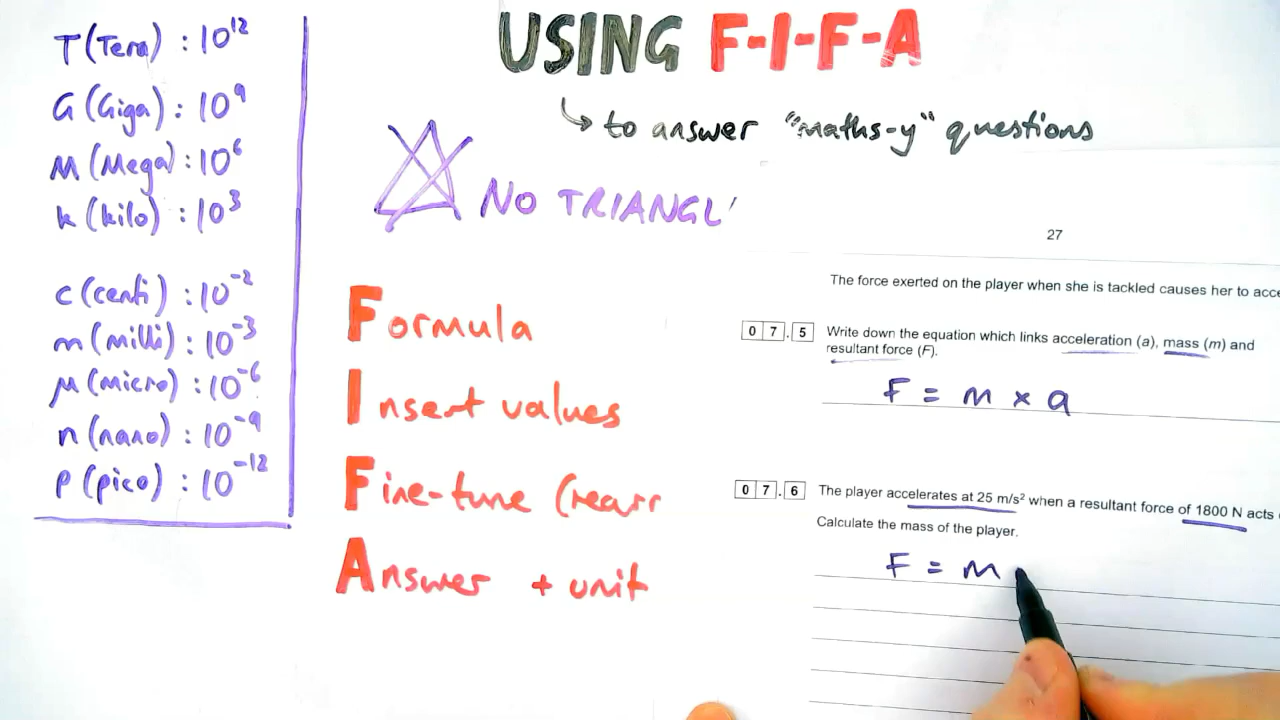 T (Tera) : 10¹²
G (Giga) : 10⁹
M (Mega) : 10⁶
k (kilo) : 10³
c (centi) : 10⁻²
m (milli) : 10⁻³
μ (micro) : 10⁻⁶
n (nano) : 10⁻⁹
p (pico) : 10⁻¹²
USING F-I-F-A
↳ to answer "maths-y" questions
NO TRIANGL
Formula
Insert values
Fine-tune (rearr
Answer + unit
27
The force exerted on the player when she is tackled causes her to acce
0 7 . 5 Write down the equation which links acceleration (a), mass (m) and
resultant force (F).
F = m × a
0 7 . 6 The player accelerates at 25 m/s² when a resultant force of 1800 N acts
Calculate the mass of the player.
F = m